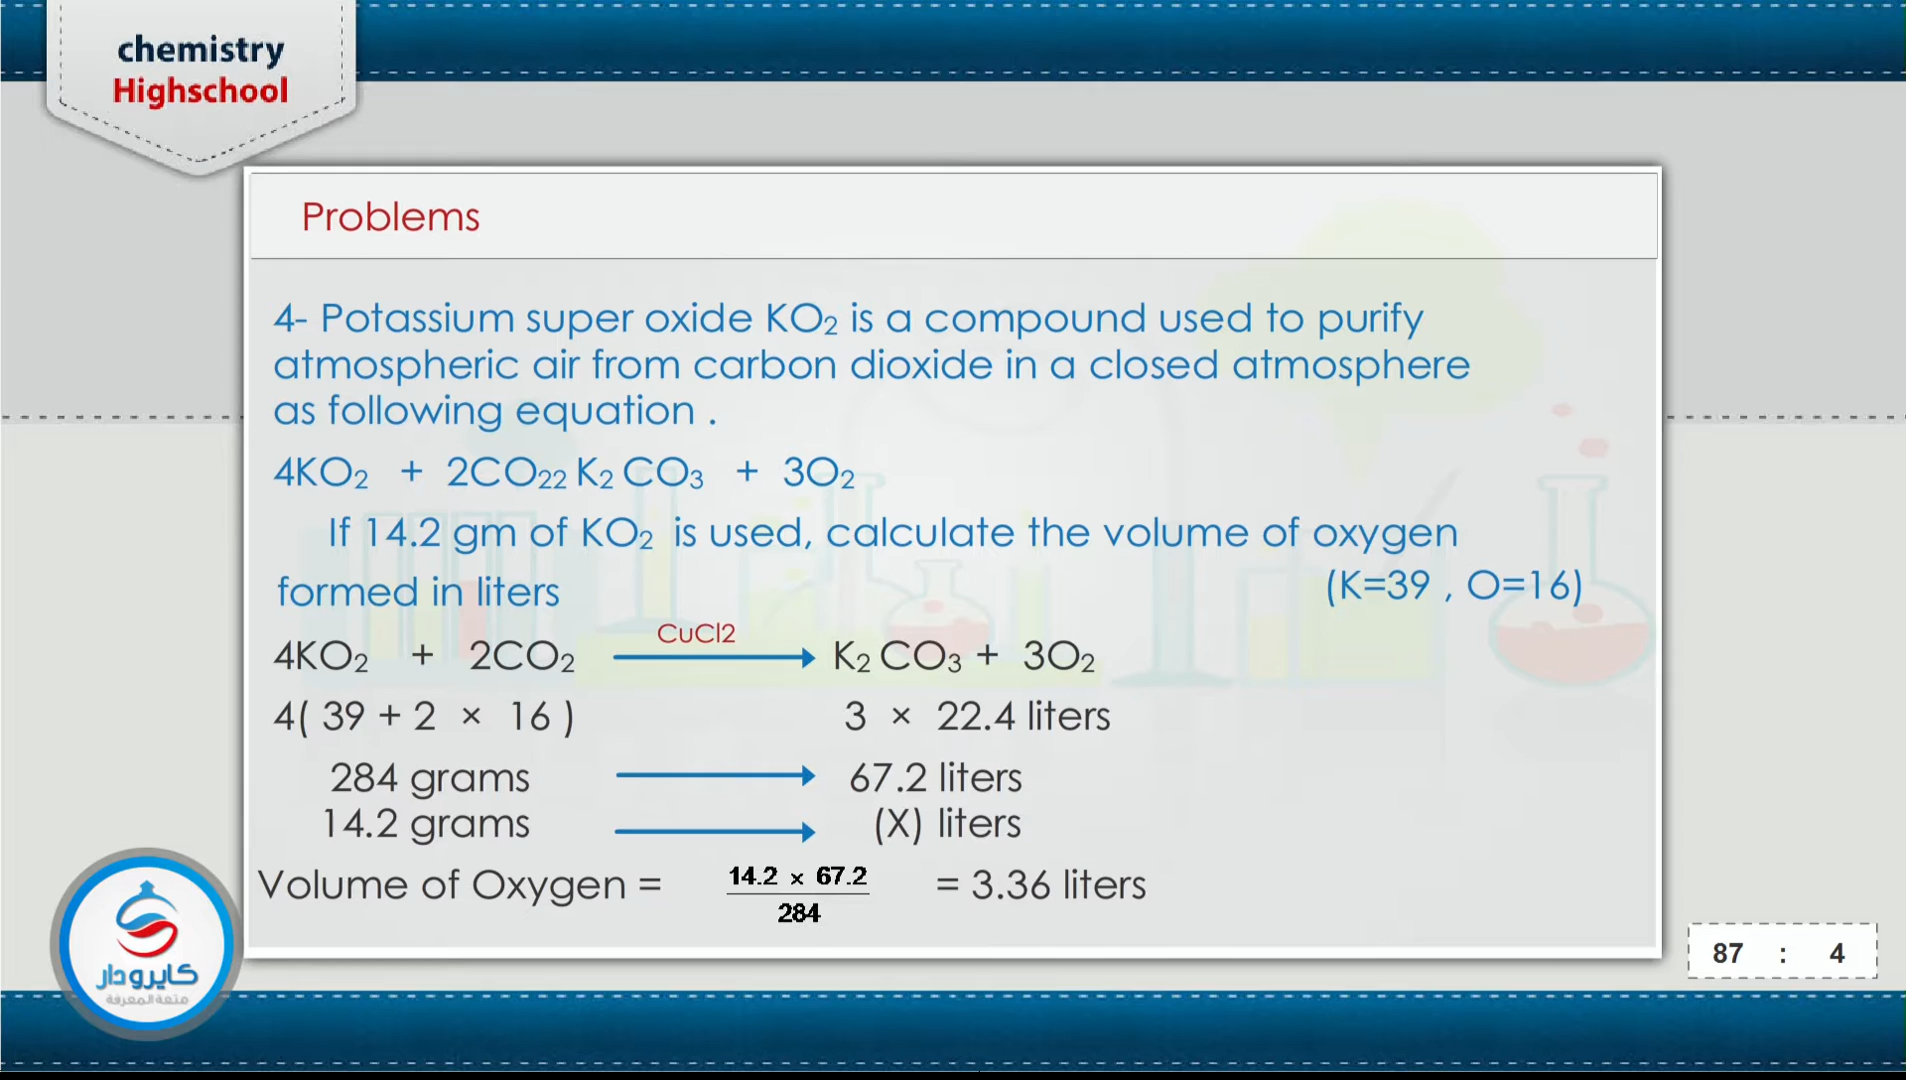 chemistry
Highschool
Problems
4- Potassium super oxide KO₂ is a compound used to purify
atmospheric air from carbon dioxide in a closed atmosphere
as following equation .
4KO₂ + 2CO₂₂ K₂ CO₃ + 3O₂
If 14.2 gm of KO₂ is used, calculate the volume of oxygen
formed in liters
(K=39 , O=16)
CuCl2
4KO₂ + 2CO₂ → K₂ CO₃ + 3O₂
4( 39 + 2 × 16 ) 3 × 22.4 liters
284 grams → 67.2 liters
14.2 grams → (X) liters
14.2 × 67.2
Volume of Oxygen = = 3.36 liters
284
كايرودار
متعة المعرفة
87 : 4